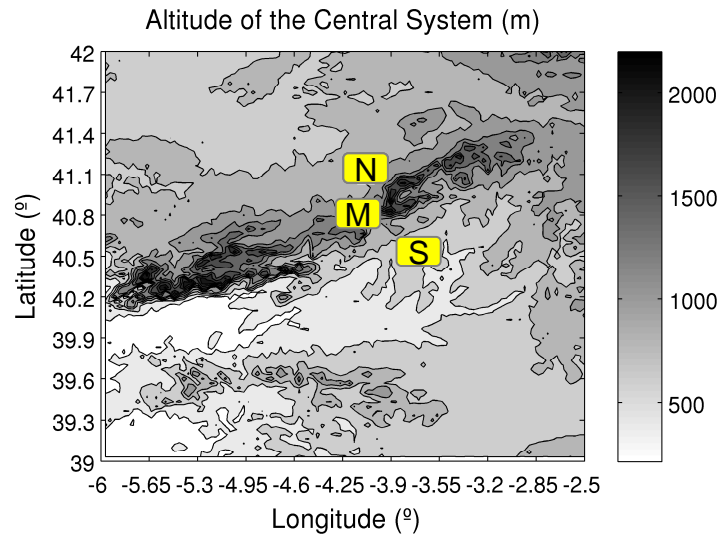 Altitude of the Central System (m)
42
41.7
41.4
41.1
40.8
40.5
40.2
39.9
39.6
39.3
39
Latitude (º)
N
M
S
-6 -5.65 -5.3 -4.95 -4.6 -4.25 -3.9 -3.55 -3.2 -2.85 -2.5
Longitude (º)
2000
1500
1000
500